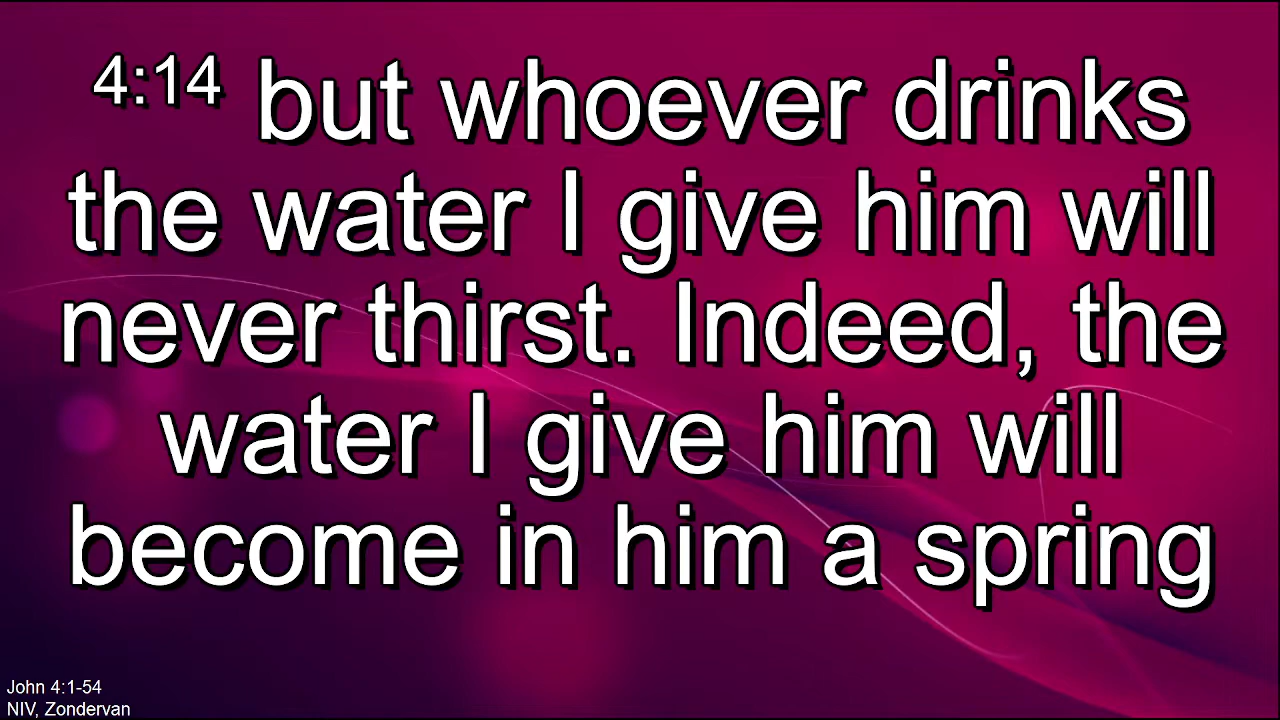 4:14 but whoever drinks
the water I give him will
never thirst. Indeed, the
water I give him will
become in him a spring
John 4:1-54
NIV, Zondervan